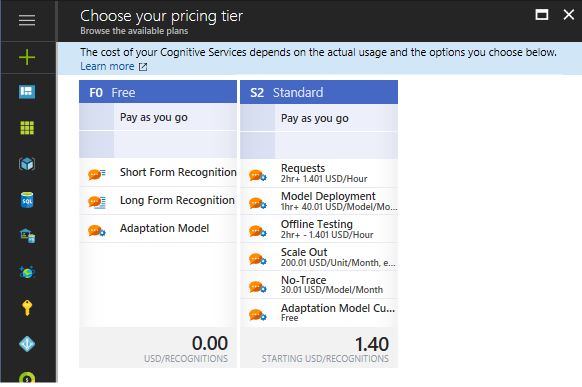 Choose your pricing tier
Browse the available plans
The cost of your Cognitive Services depends on the actual usage and the options you choose below.
Learn more
F0 Free
Pay as you go
Short Form Recognition
Long Form Recognition
Adaptation Model
0.00
USD/RECOGNITIONS
S2 Standard
Pay as you go
Requests
2hr+ 1.401 USD/Hour
Model Deployment
1hr+ 40.01 USD/Model/Mo...
Offline Testing
2hr+ - 1.401 USD/Hour
Scale Out
200.01 USD/Unit/Month, e...
No-Trace
30.01 USD/Model/Month
Adaptation Model Cu...
Free
1.40
STARTING USD/RECOGNITIONS
SQL